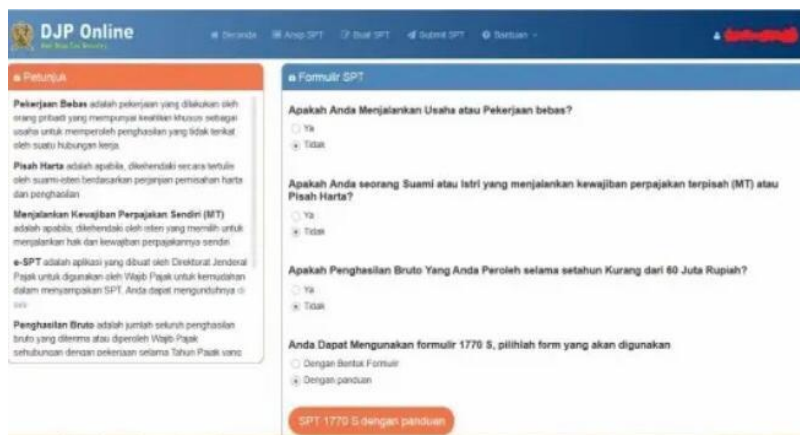 DJP Online
Beranda Arsip SPT Buat SPT Submit SPT Bantuan
Petunjuk
Pekerjaan Bebas adalah pekerjaan yang dilakukan oleh
orang pribadi yang mempunyai keahlian khusus sebagai
usaha untuk memperoleh penghasilan yang tidak terikat
oleh suatu hubungan kerja.
Pisah Harta adalah apabila, dikehendaki secara tertulis
oleh suami-isteri berdasarkan perjanjian pemisahan harta
dan penghasilan
Menjalankan Kewajiban Perpajakan Sendiri (MT)
adalah apabila, dikehendaki oleh isteri yang memilih untuk
menjalankan hak dan kewajiban perpajakannya sendiri
e-SPT adalah aplikasi yang dibuat oleh Direktorat Jenderal
Pajak untuk digunakan oleh Wajib Pajak untuk kemudahan
dalam menyampaikan SPT. Anda dapat mengunduhnya di
Penghasilan Bruto adalah jumlah seluruh penghasilan
bruto yang diterima atau diperoleh Wajib Pajak
sehubungan dengan pekerjaan selama Tahun Pajak yang
Formulir SPT
Apakah Anda Menjalankan Usaha atau Pekerjaan bebas?
Ya
Tidak
Apakah Anda seorang Suami atau Istri yang menjalankan kewajiban perpajakan terpisah (MT) atau
Pisah Harta?
Ya
Tidak
Apakah Penghasilan Bruto Yang Anda Peroleh selama setahun Kurang dari 60 Juta Rupiah?
Ya
Tidak
Anda Dapat Mengunakan formulir 1770 S, pilihlah form yang akan digunakan
Dengan Bentuk Formulir
Dengan panduan
SPT 1770 S dengan panduan